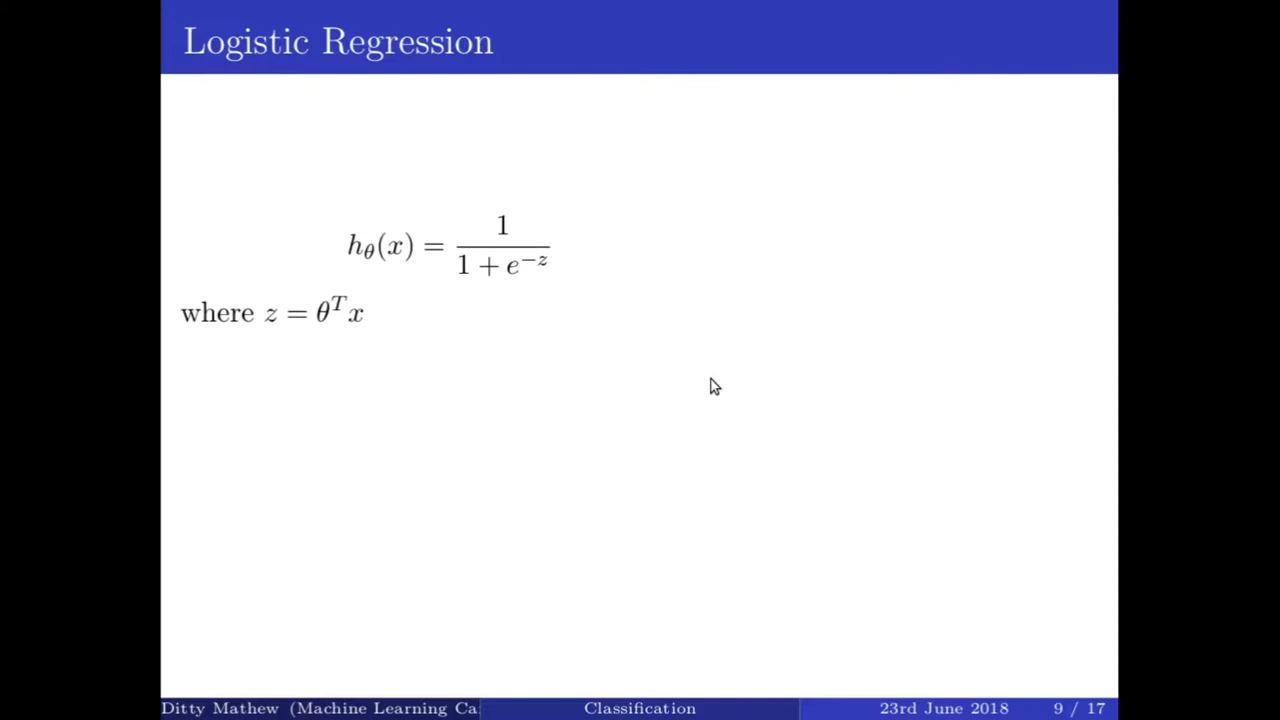 Logistic Regression
h_θ(x) = 1 / (1 + e^{−z})
where z = θ^T x
Ditty Mathew (Machine Learning Ca
Classification
23rd June 2018
9 / 17